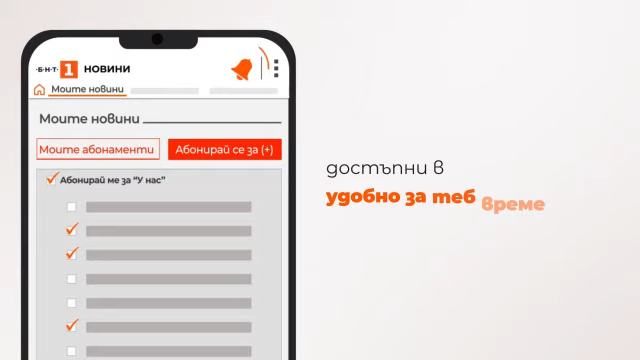 ·Б·Н·Т· 1 НОВИНИ
Моите новини
Моите новини
Моите абонаменти
Абонирай се за (+)
Абонирай ме за “У нас”
достъпни в
удобно за теб време